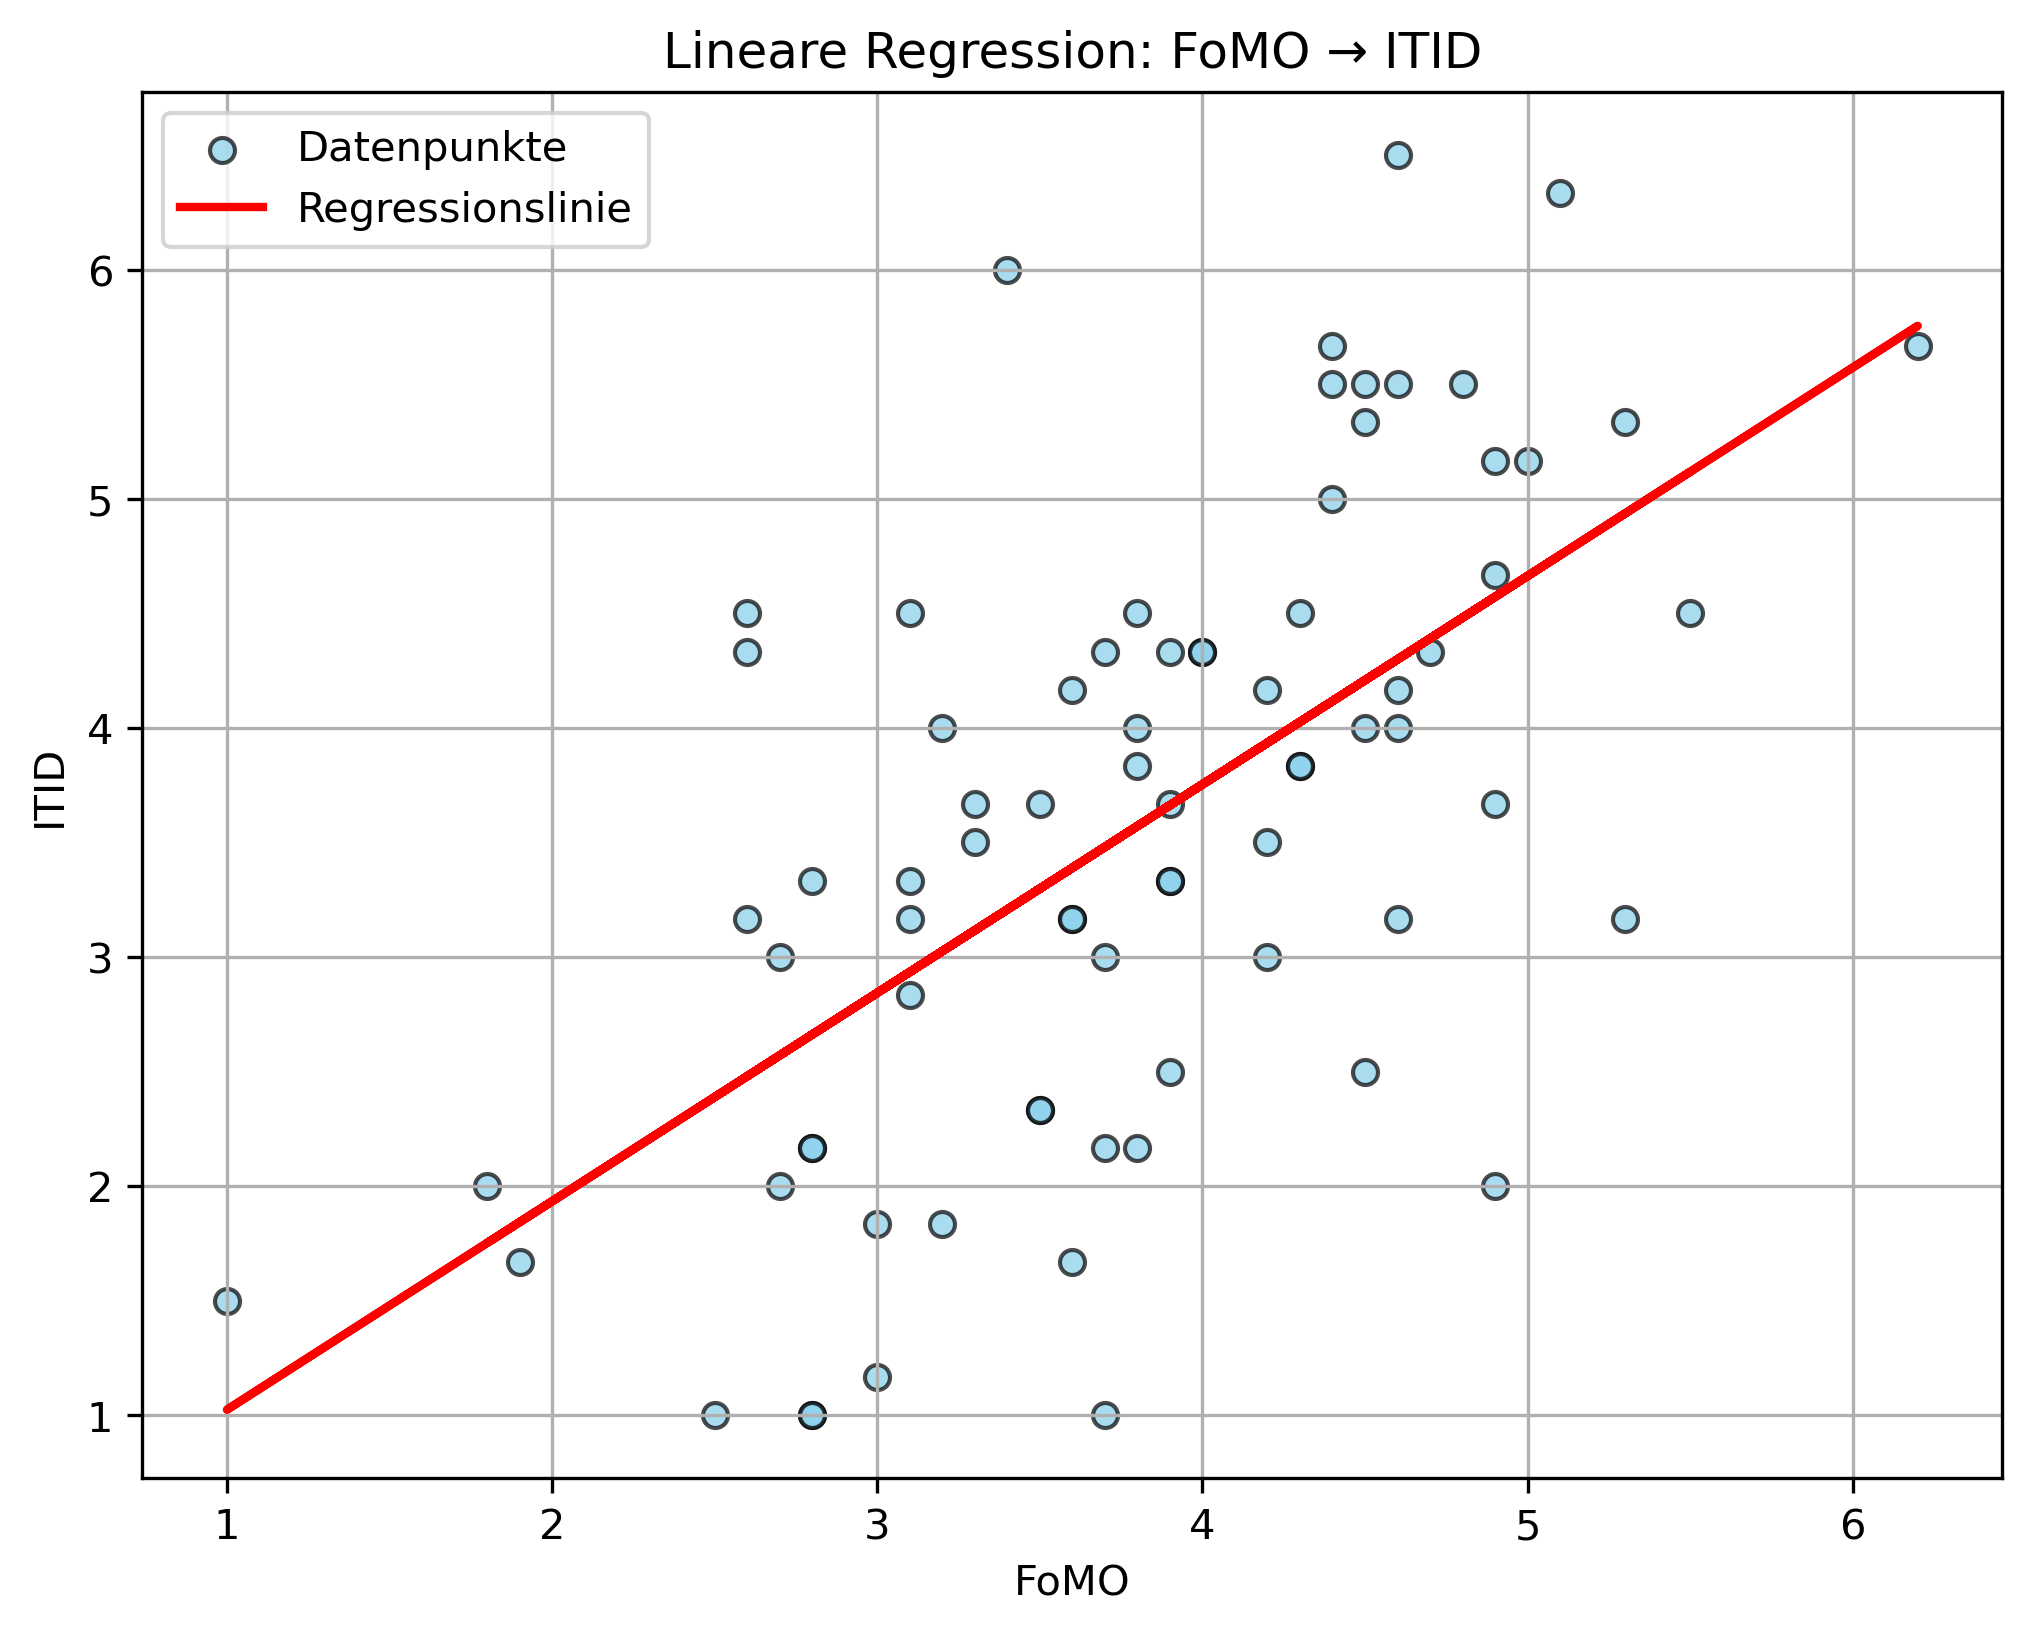 Lineare Regression: FoMO → ITID
Datenpunkte
Regressionslinie
6
5
4
3
2
1
ITID
1 2 3 4 5 6
FoMO